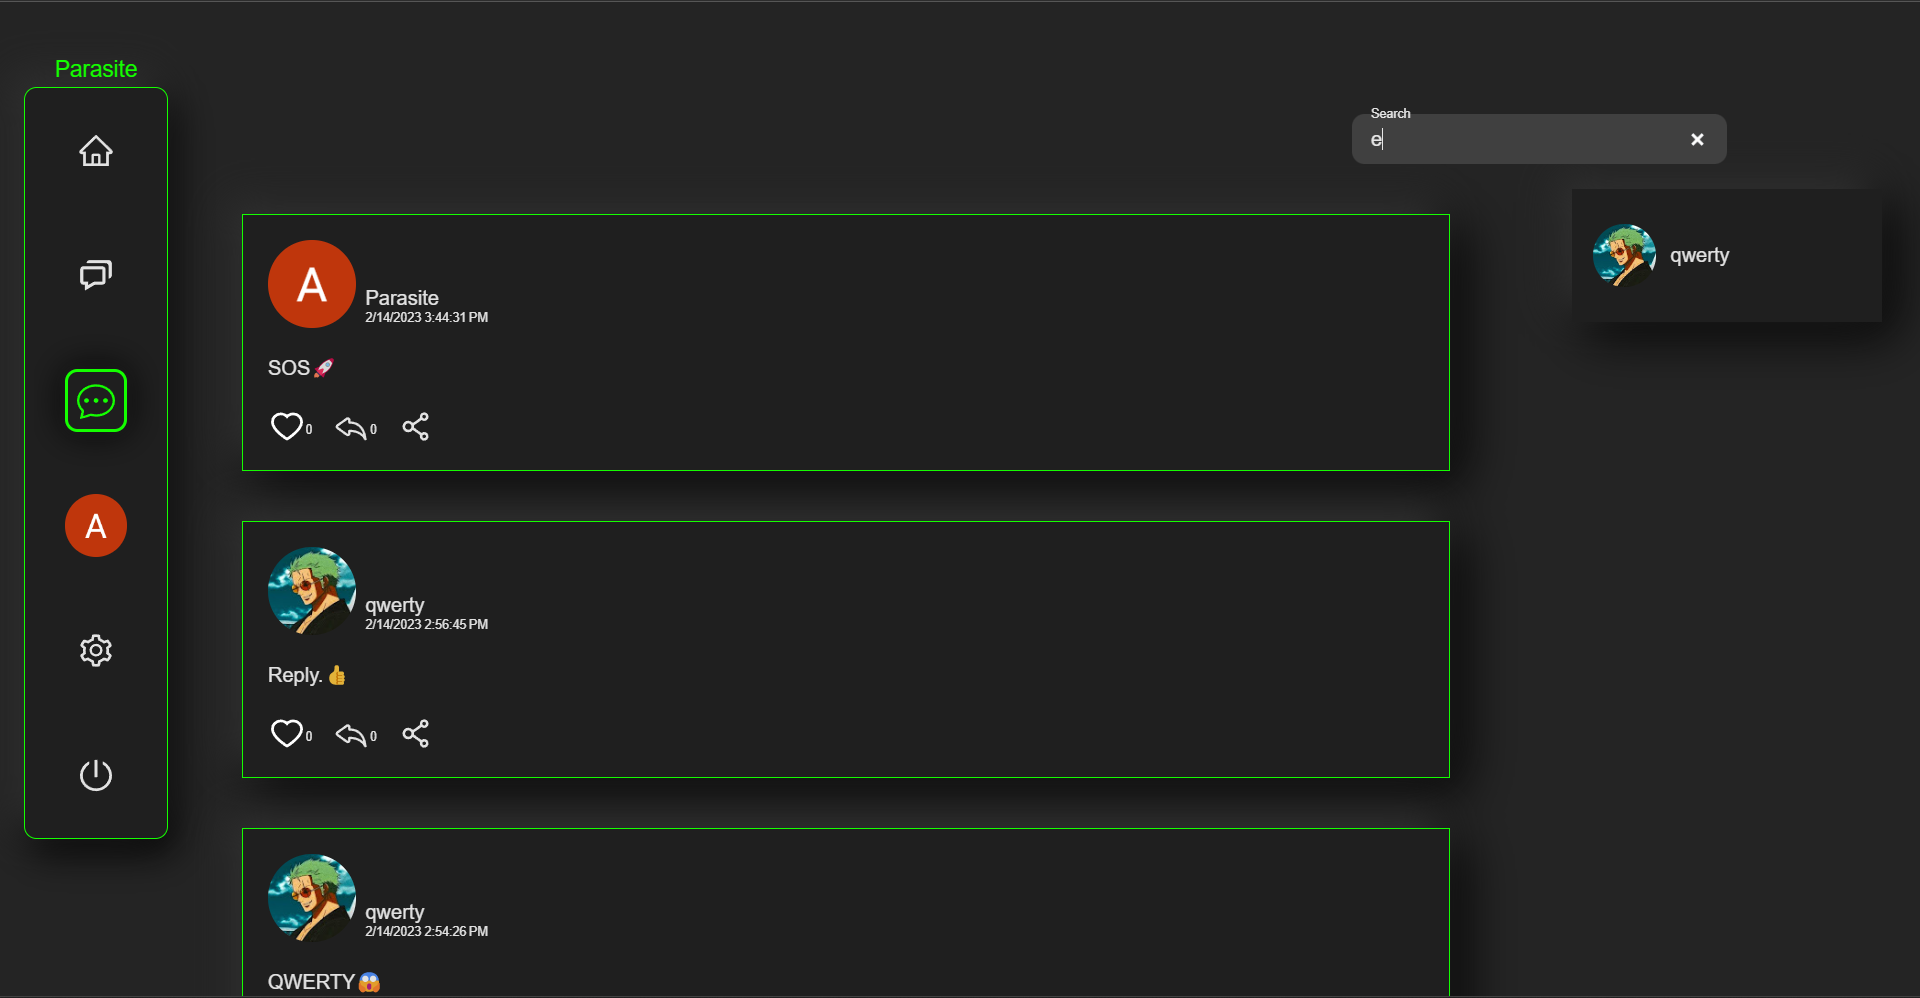 Parasite
Search
e
qwerty
A
Parasite
2/14/2023 3:44:31 PM
SOS🚀
0 0
A
qwerty
2/14/2023 2:56:45 PM
Reply. 👍
0 0
qwerty
2/14/2023 2:54:26 PM
QWERTY😱